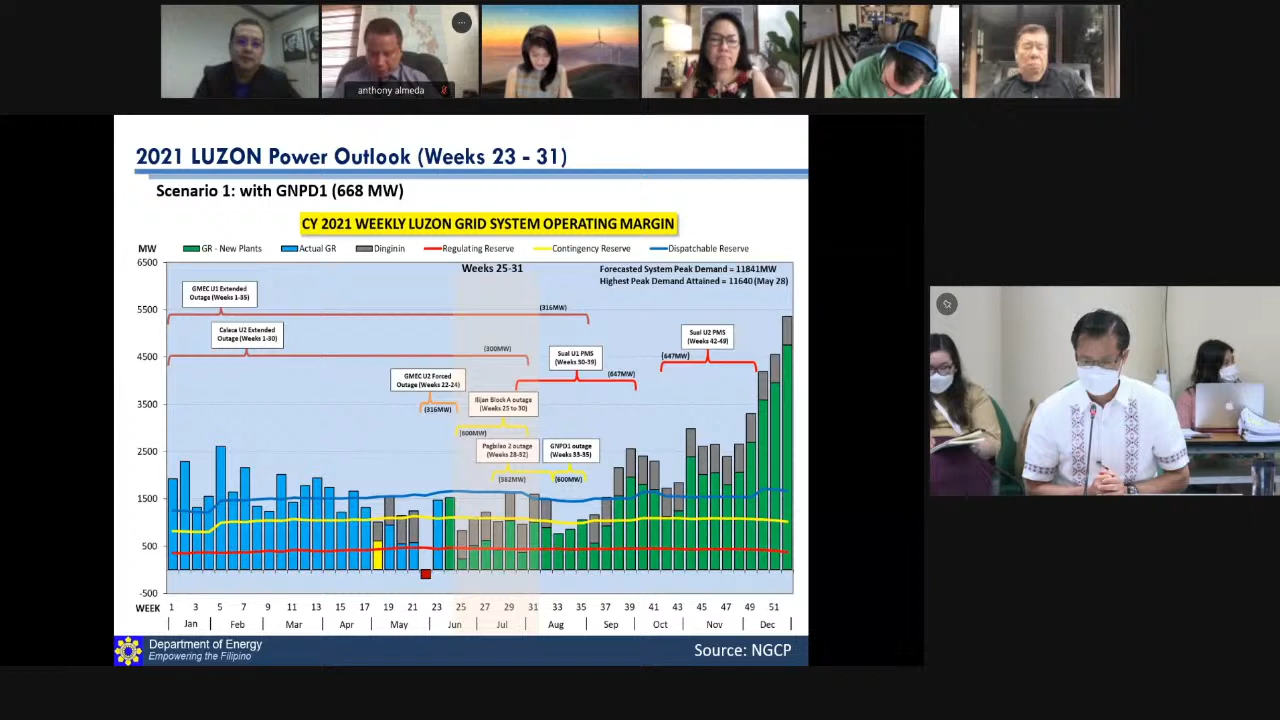 anthony almeda
2021 LUZON Power Outlook (Weeks 23 - 31)
Scenario 1: with GNPD1 (668 MW)
CY 2021 WEEKLY LUZON GRID SYSTEM OPERATING MARGIN
MW
GR - New Plants
Actual GR
Dinginin
Regulating Reserve
Contingency Reserve
Dispatchable Reserve
6500
5500
4500
3500
2500
1500
500
-500
Weeks 25-31
Forecasted System Peak Demand = 11841MW
Highest Peak Demand Attained = 11640 (May 28)
GMEC U1 Extended
Outage (Weeks 1-35)
(316MW)
Calaca U2 Extended
Outage (Weeks 1-30)
(300MW)
Sual U2 PMS
(Weeks 42-49)
(647MW)
Sual U1 PMS
(Weeks 30-39)
(647MW)
GMEC U2 Forced
Outage (Weeks 22-24)
(316MW)
Ilijan Block A outage
(Weeks 25 to 30)
(600MW)
Pagbilao 2 outage
(Weeks 28-32)
(382MW)
GNPD1 outage
(Weeks 33-35)
(600MW)
WEEK 1 3 5 7 9 11 13 15 17 19 21 23 25 27 29 31 33 35 37 39 41 43 45 47 49 51
Jan Feb Mar Apr May Jun Jul Aug Sep Oct Nov Dec
Department of Energy
Empowering the Filipino
Source: NGCP